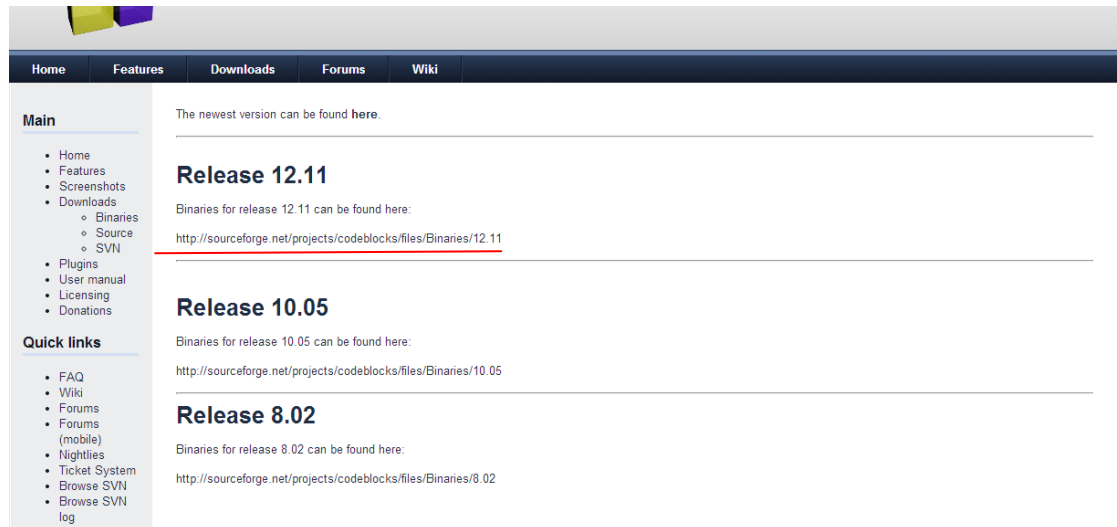 Home Features Downloads Forums Wiki
Main
Home
Features
Screenshots
Downloads
Binaries
Source
SVN
Plugins
User manual
Licensing
Donations
Quick links
FAQ
Wiki
Forums
Forums
(mobile)
Nightlies
Ticket System
Browse SVN
Browse SVN
log
The newest version can be found here.
Release 12.11
Binaries for release 12.11 can be found here:
http://sourceforge.net/projects/codeblocks/files/Binaries/12.11
Release 10.05
Binaries for release 10.05 can be found here:
http://sourceforge.net/projects/codeblocks/files/Binaries/10.05
Release 8.02
Binaries for release 8.02 can be found here:
http://sourceforge.net/projects/codeblocks/files/Binaries/8.02